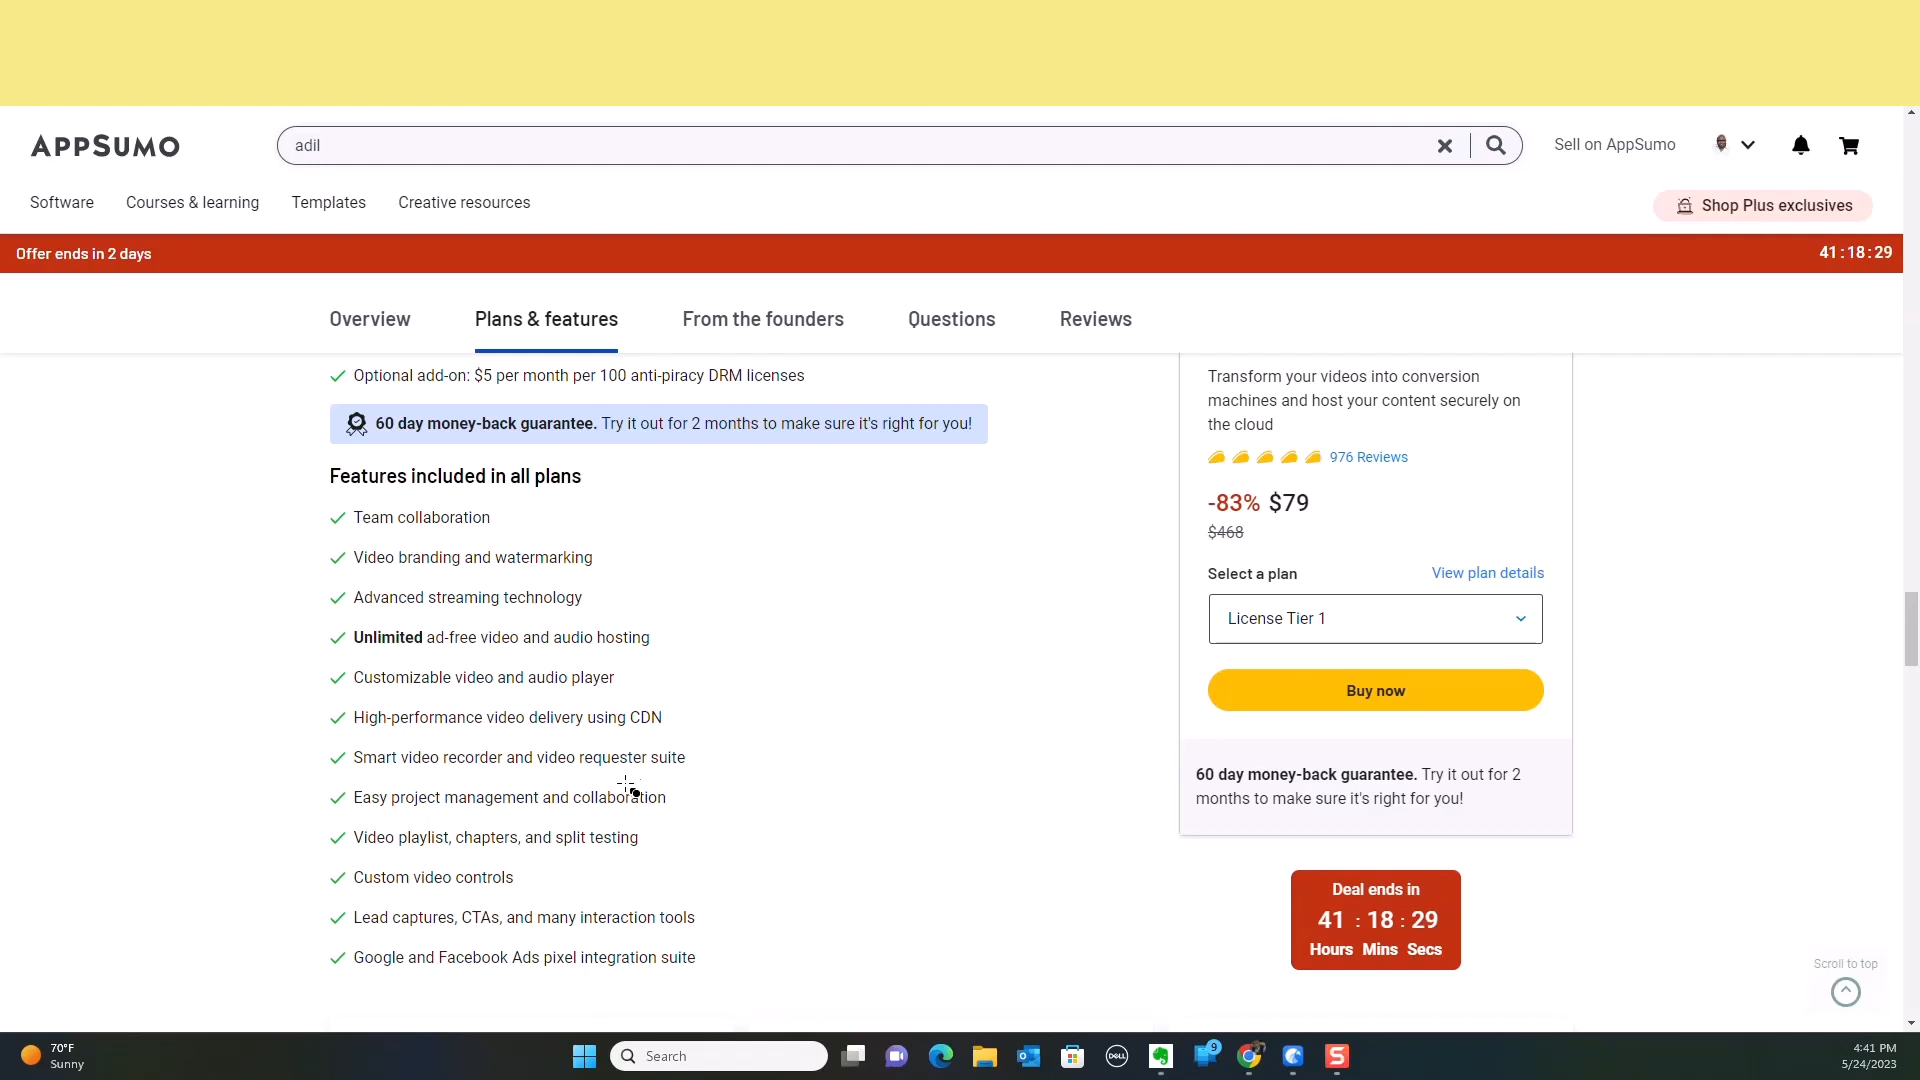 APPSUMO
adil
Sell on AppSumo
Software
Courses & learning
Templates
Creative resources
Shop Plus exclusives
Offer ends in 2 days
41:18:29
Overview
Plans & features
From the founders
Questions
Reviews
Optional add-on: $5 per month per 100 anti-piracy DRM licenses
60 day money-back guarantee. Try it out for 2 months to make sure it's right for you!
Features included in all plans
Team collaboration
Video branding and watermarking
Advanced streaming technology
Unlimited ad-free video and audio hosting
Customizable video and audio player
High-performance video delivery using CDN
Smart video recorder and video requester suite
Easy project management and collaboration
Video playlist, chapters, and split testing
Custom video controls
Lead captures, CTAs, and many interaction tools
Google and Facebook Ads pixel integration suite
Transform your videos into conversion
machines and host your content securely on
the cloud
976 Reviews
-83% $79
$468
Select a plan
View plan details
License Tier 1
Buy now
60 day money-back guarantee. Try it out for 2
months to make sure it's right for you!
Deal ends in
41 : 18 : 29
Hours Mins Secs
Scroll to top
70°F
Sunny
Search
DELL
9
S
4:41 PM
5/24/2023